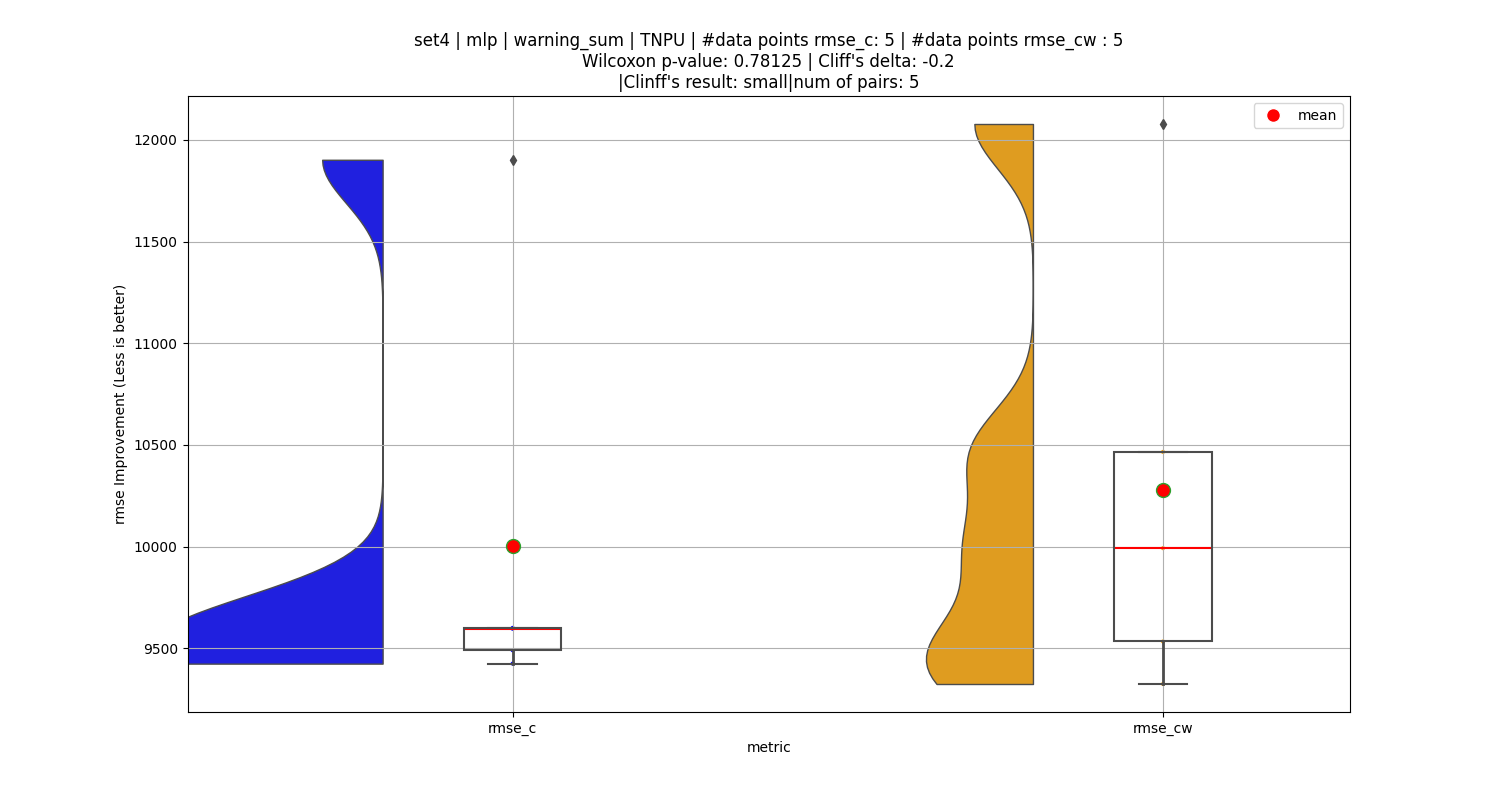 set4 | mlp | warning_sum | TNPU | #data points rmse_c: 5 | #data points rmse_cw : 5
Wilcoxon p-value: 0.78125 | Cliff's delta: -0.2
|Clinff's result: small|num of pairs: 5
mean
12000
11500
11000
10500
10000
9500
rmse Improvement (Less is better)
rmse_c
rmse_cw
metric